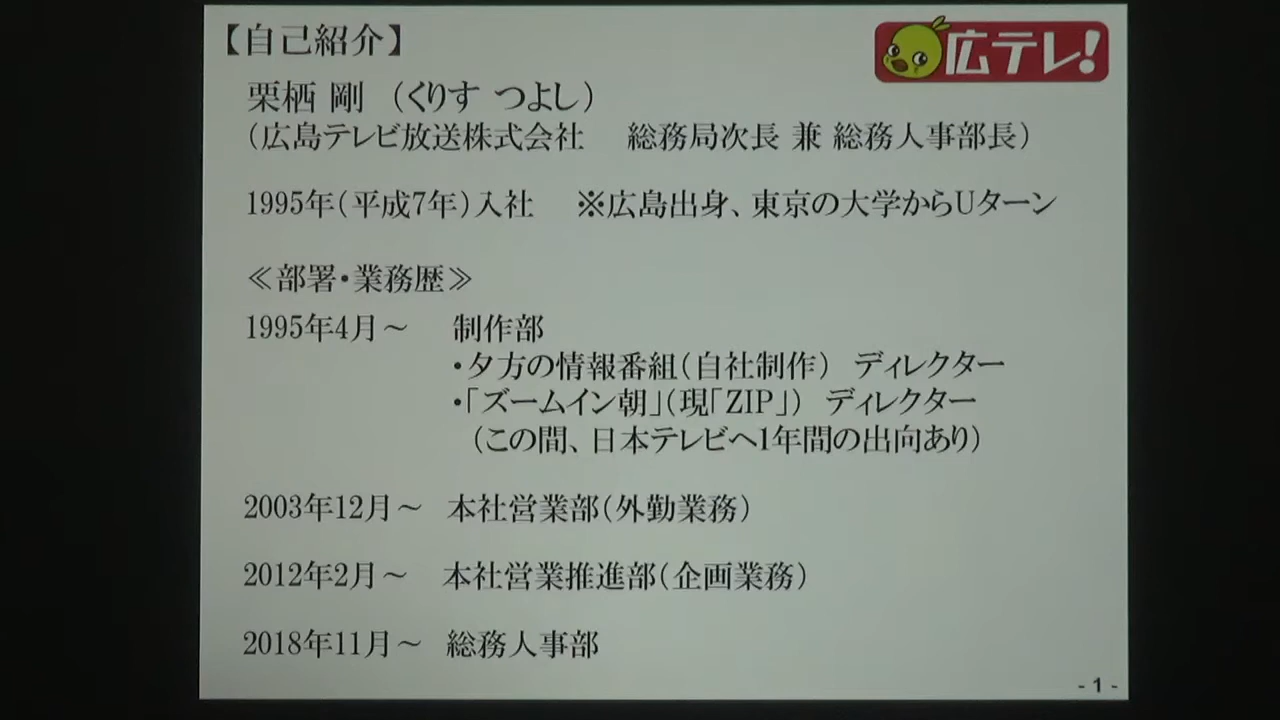 【自己紹介】
広テレ!
栗栖 剛 （くりす つよし）
（広島テレビ放送株式会社 総務局次長 兼 総務人事部長）
1995年（平成7年）入社 ※広島出身、東京の大学からUターン
≪部署・業務歴≫
1995年4月～ 制作部
・夕方の情報番組（自社制作） ディレクター
・「ズームイン朝」（現「ZIP」） ディレクター
（この間、日本テレビへ1年間の出向あり）
2003年12月～ 本社営業部（外勤業務）
2012年2月～ 本社営業推進部（企画業務）
2018年11月～ 総務人事部
- 1 -